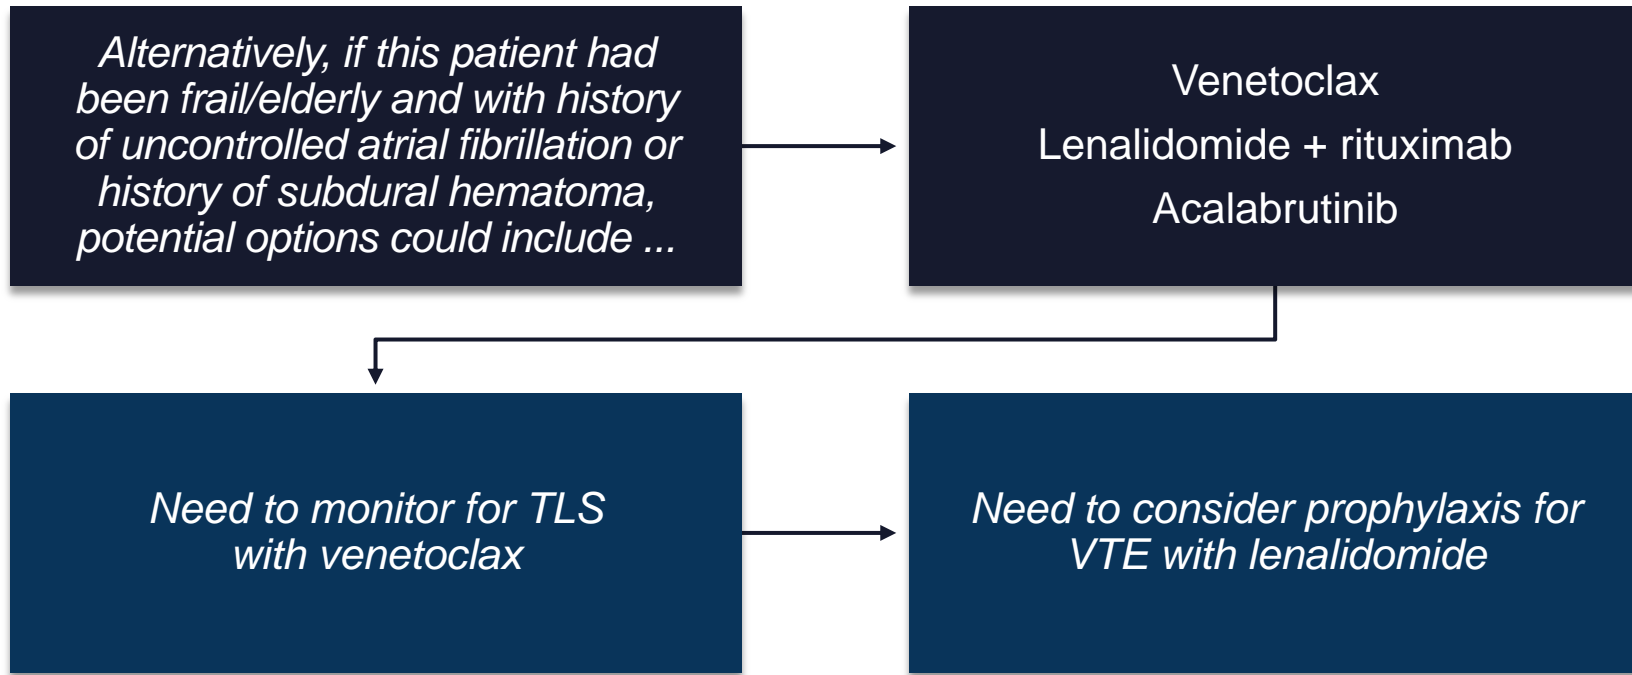 Alternatively, if this patient had
been frail/elderly and with history
of uncontrolled atrial fibrillation or
history of subdural hematoma,
potential options could include ...
Venetoclax
Lenalidomide + rituximab
Acalabrutinib
Need to monitor for TLS
with venetoclax
Need to consider prophylaxis for
VTE with lenalidomide